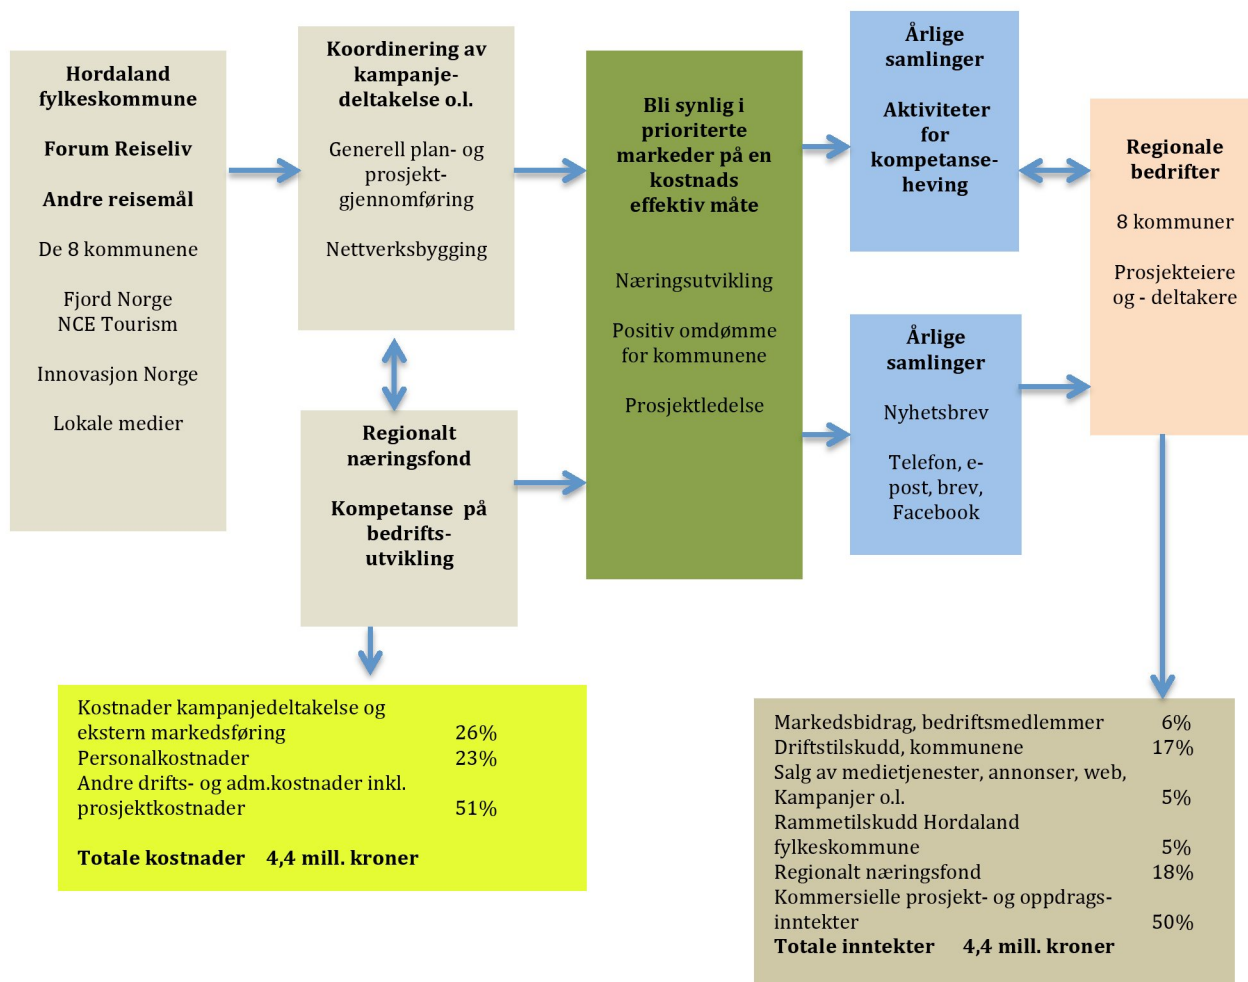 Hordaland
fylkeskommune
Forum Reiseliv
Andre reisemål
De 8 kommunene
Fjord Norge
NCE Tourism
Innovasjon Norge
Lokale medier
Koordinering av
kampanje-
deltakelse o.l.
Generell plan- og
prosjekt-
gjennomføring
Nettverksbygging
Regionalt
næringsfond
Kompetanse på
bedrifts-
utvikling
Bli synlig i
prioriterte
markeder på en
kostnads
effektiv måte
Næringsutvikling
Positiv omdømme
for kommunene
Prosjektledelse
Årlige
samlinger
Aktiviteter
for
kompetanse-
heving
Årlige
samlinger
Nyhetsbrev
Telefon, e-
post, brev,
Facebook
Regionale
bedrifter
8 kommuner
Prosjekteiere
og - deltakere
Kostnader kampanjedeltakelse og
ekstern markedsføring 26%
Personalkostnader 23%
Andre drifts- og adm.kostnader inkl.
prosjektkostnader 51%
Totale kostnader 4,4 mill. kroner
Markedsbidrag, bedriftsmedlemmer 6%
Driftstilskudd, kommunene 17%
Salg av medietjenester, annonser, web,
Kampanjer o.l. 5%
Rammetilskudd Hordaland
fylkeskommune 5%
Regionalt næringsfond 18%
Kommersielle prosjekt- og oppdrags-
inntekter 50%
Totale inntekter 4,4 mill. kroner